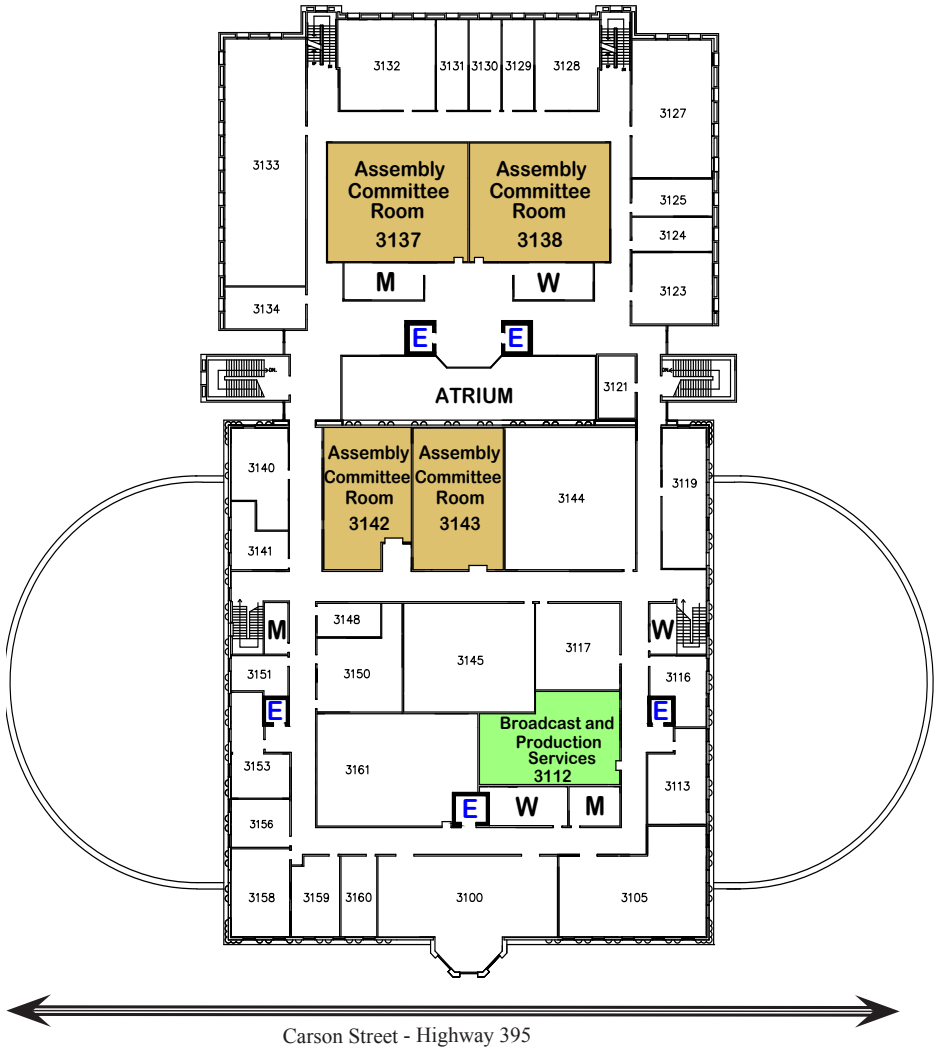 3132
3131
3130
3129
3128
3127
3133
Assembly
Committee
Room
3137
Assembly
Committee
Room
3138
3125
3124
3123
3134
M
W
E
E
DN.
DN.
3121
ATRIUM
3140
3141
Assembly
Committee
Room
3142
Assembly
Committee
Room
3143
3144
3119
M
3148
3145
3117
W
3151
3150
3116
E
E
Broadcast and
Production
Services
3112
3153
3161
3113
E
W
M
3156
3158
3159
3160
3100
3105
Carson Street - Highway 395